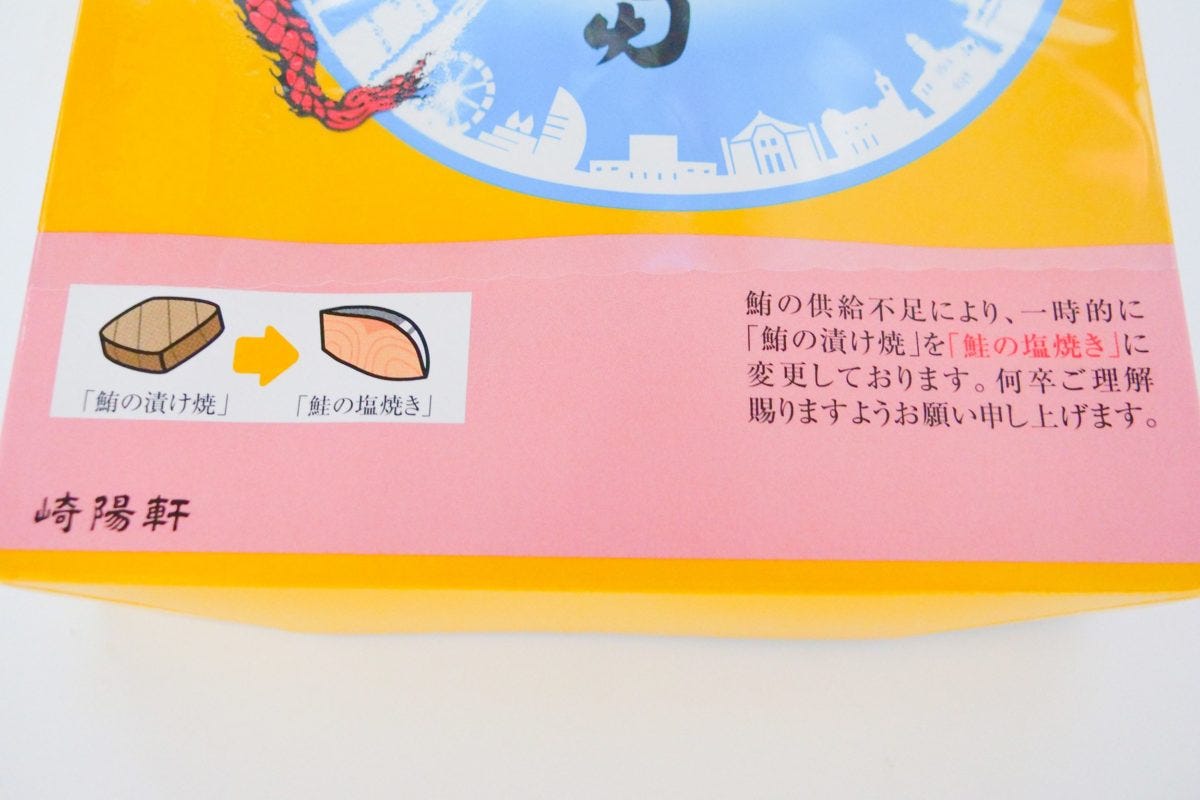 「鮪の漬け焼」
「鮭の塩焼き」
鮪の供給不足により、一時的に
「鮪の漬け焼」を「鮭の塩焼き」に
変更しております。何卒ご理解
賜りますようお願い申し上げます。
崎陽軒